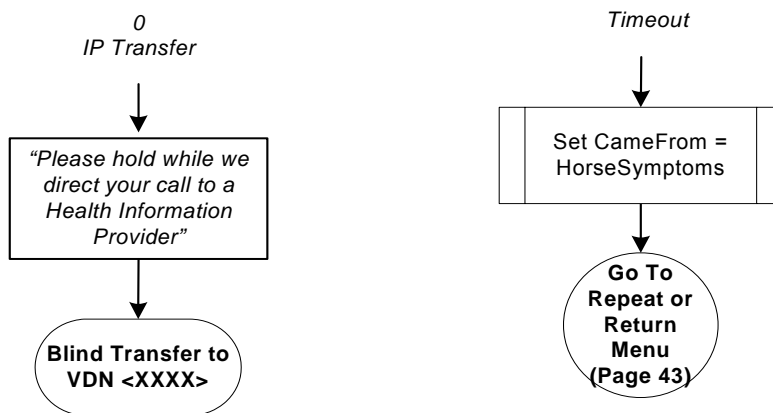 0
IP Transfer
“Please hold while we
direct your call to a
Health Information
Provider”
Blind Transfer to
VDN <XXXX>
Timeout
Set CameFrom =
HorseSymptoms
Go To
Repeat or
Return
Menu
(Page 43)